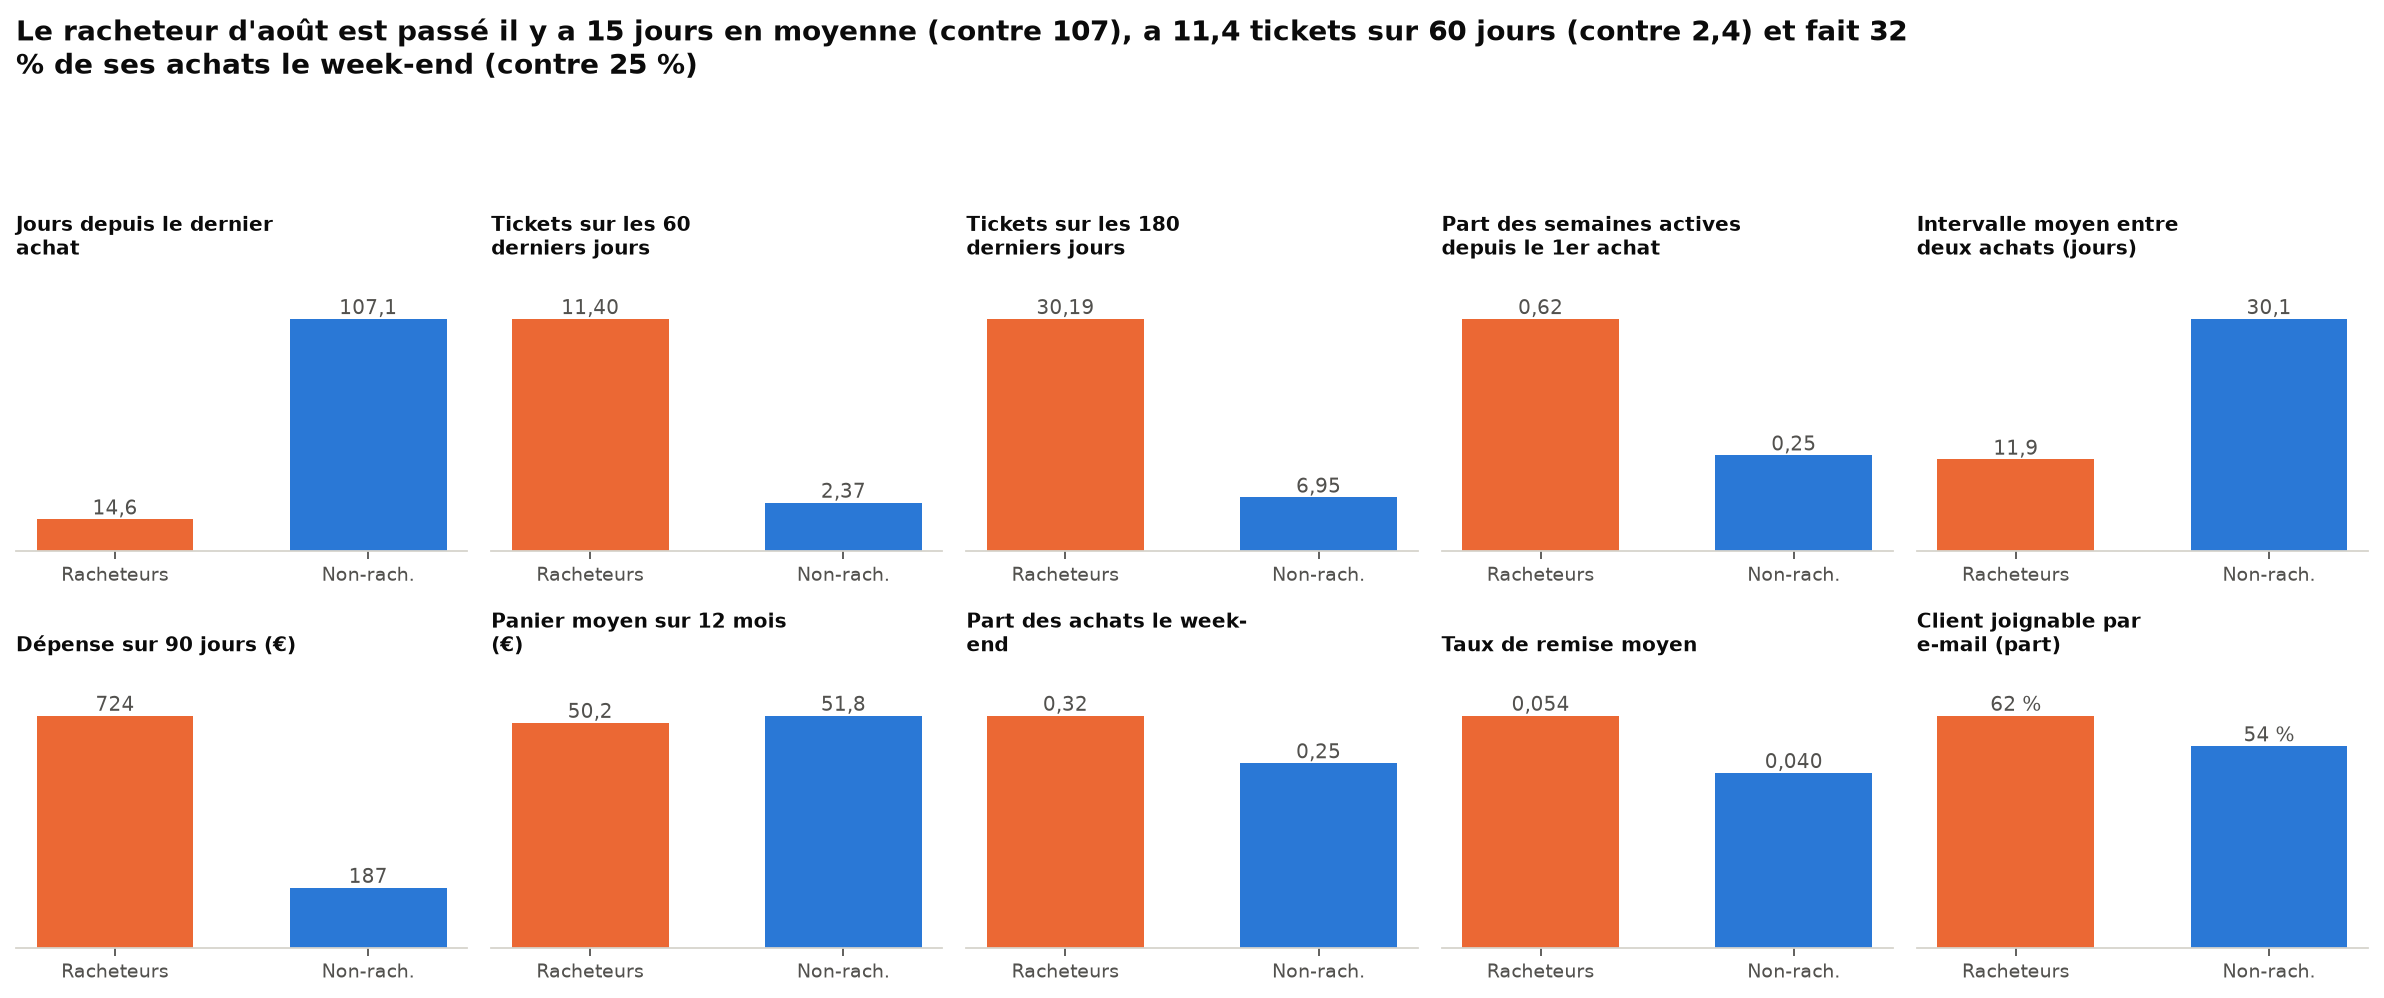 Le racheteur d'août est passé il y a 15 jours en moyenne (contre 107), a 11,4 tickets sur 60 jours (contre 2,4) et fait 32
% de ses achats le week-end (contre 25 %)
Jours depuis le dernier
achat
107,1
14,6
Racheteurs
Non-rach.
Tickets sur les 60
derniers jours
11,40
2,37
Racheteurs
Non-rach.
Tickets sur les 180
derniers jours
30,19
6,95
Racheteurs
Non-rach.
Part des semaines actives
depuis le 1er achat
0,62
0,25
Racheteurs
Non-rach.
Intervalle moyen entre
deux achats (jours)
30,1
11,9
Racheteurs
Non-rach.
Dépense sur 90 jours (€)
724
187
Racheteurs
Non-rach.
Panier moyen sur 12 mois
(€)
50,2
51,8
Racheteurs
Non-rach.
Part des achats le week-
end
0,32
0,25
Racheteurs
Non-rach.
Taux de remise moyen
0,054
0,040
Racheteurs
Non-rach.
Client joignable par
e-mail (part)
62 %
54 %
Racheteurs
Non-rach.